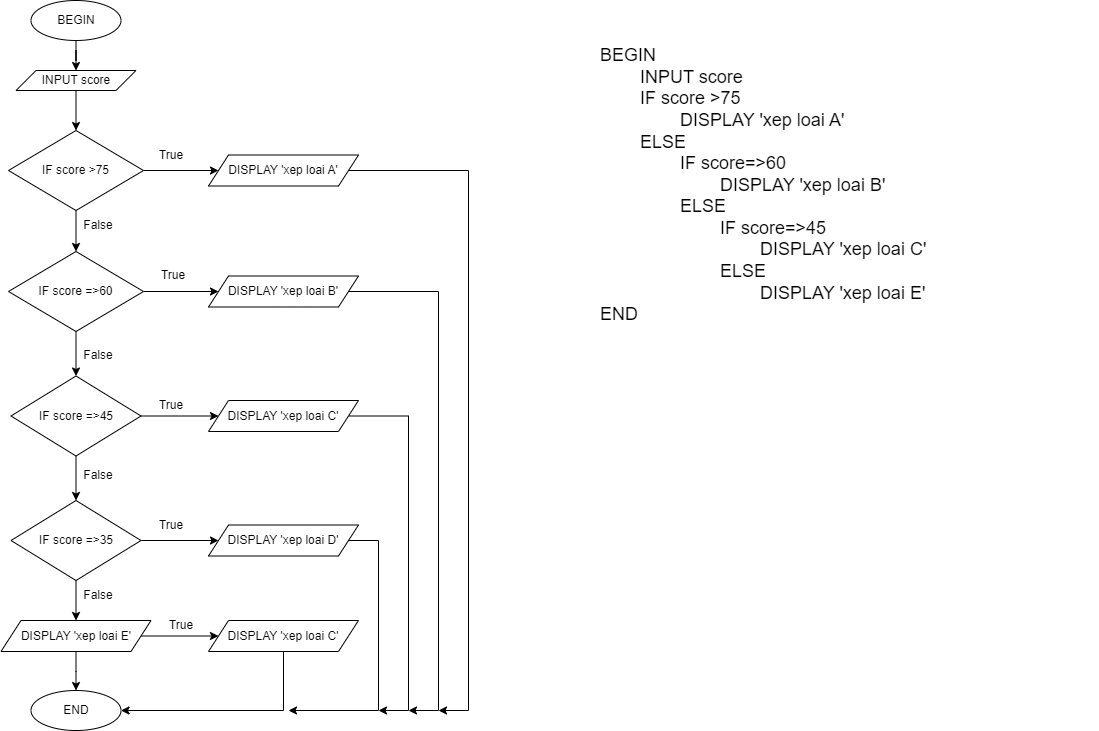 BEGIN
INPUT score
IF score >75
True
DISPLAY 'xep loai A'
False
IF score =>60
True
DISPLAY 'xep loai B'
False
IF score =>45
True
DISPLAY 'xep loai C'
False
IF score =>35
True
DISPLAY 'xep loai D'
False
DISPLAY 'xep loai E'
True
DISPLAY 'xep loai C'
END
BEGIN
INPUT score
IF score >75
DISPLAY 'xep loai A'
ELSE
IF score=>60
DISPLAY 'xep loai B'
ELSE
IF score=>45
DISPLAY 'xep loai C'
ELSE
DISPLAY 'xep loai E'
END